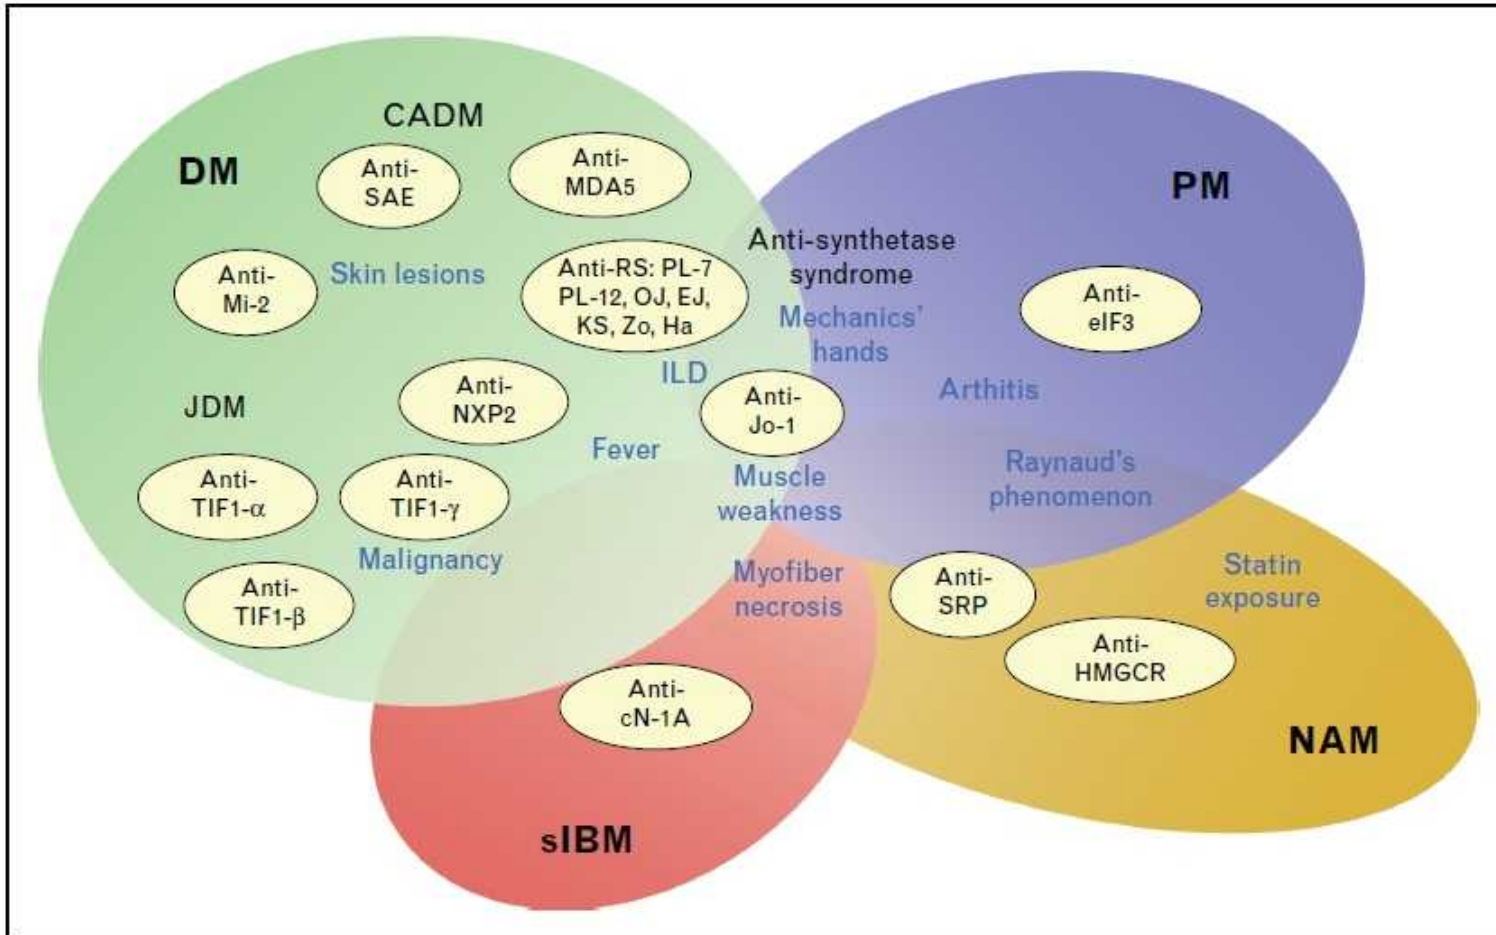 CADM
DM
Anti-
SAE
Anti-
MDA5
PM
Anti-synthetase
syndrome
Anti-
Mi-2
Skin lesions
Anti-RS: PL-7
PL-12, OJ, EJ,
KS, Zo, Ha
Anti-
eIF3
Mechanics'
hands
ILD
JDM
Anti-
NXP2
Anti-
Jo-1
Arthitis
Fever
Anti-
TIF1-α
Anti-
TIF1-γ
Muscle
weakness
Raynaud's
phenomenon
Malignancy
Anti-
TIF1-β
Myofiber
necrosis
Anti-
SRP
Statin
exposure
Anti-
HMGCR
Anti-
cN-1A
NAM
sIBM